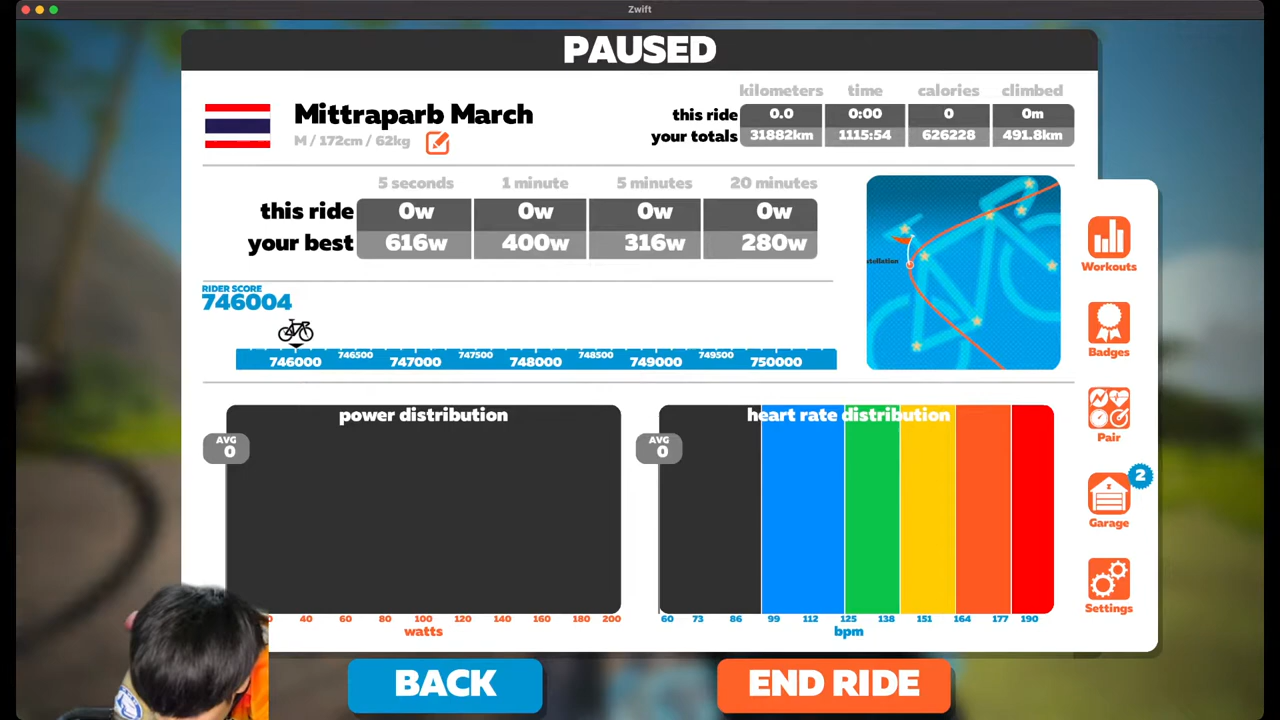 Zwift
PAUSED
Mittraparb March
M / 172cm / 62kg
kilometers time calories climbed
this ride 0.0 0:00 0 0m
your totals 31882km 1115:54 626228 491.8km
5 seconds 1 minute 5 minutes 20 minutes
this ride 0w 0w 0w 0w
your best 616w 400w 316w 280w
RIDER SCORE
746004
746000 746500 747000 747500 748000 748500 749000 749500 750000
power distribution
AVG
0
40 60 80 100 120 140 160 180 200
watts
heart rate distribution
AVG
0
60 73 86 99 112 125 138 151 164 177 190
bpm
Workouts
Badges
Pair
2
Garage
Settings
BACK
END RIDE